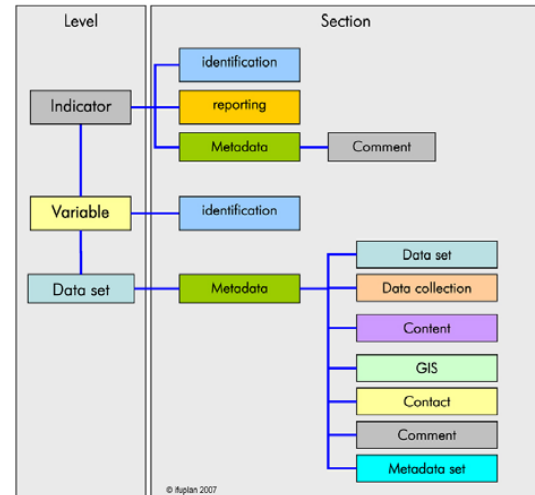 Level
Section
identification
Indicator
reporting
Metadata
Comment
Variable
identification
Data set
Metadata
Data set
Data collection
Content
GIS
Contact
Comment
Metadata set
© ifuplan 2007